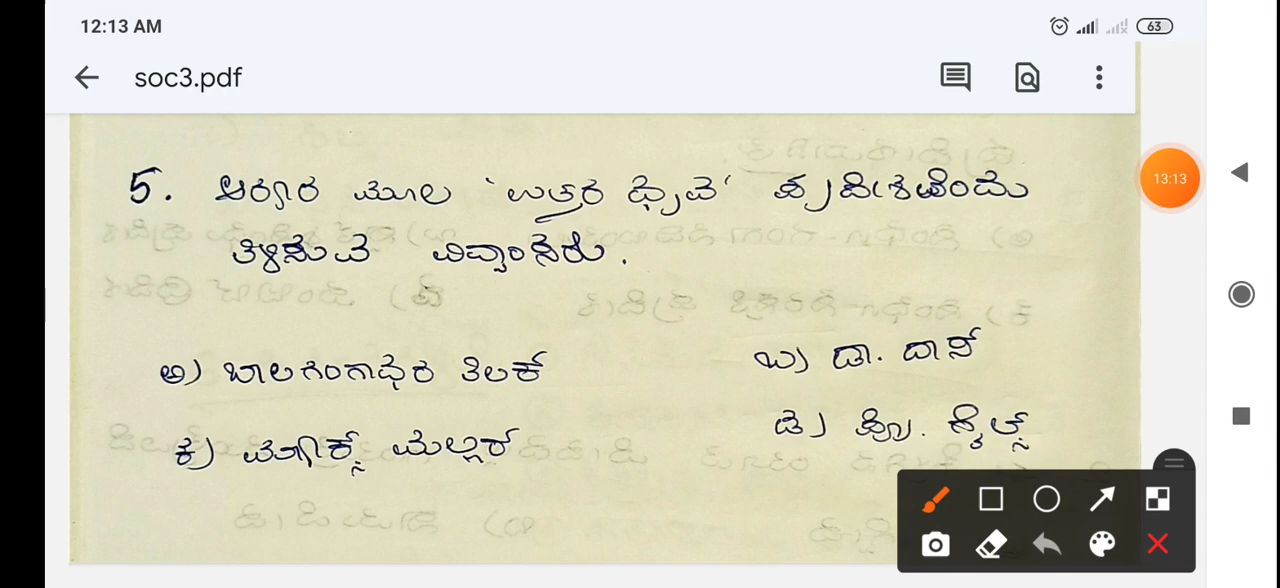 12:13 AM
63
soc3.pdf
13:13
5. ಆರ್ಯರ ಮೂಲ 'ಉತ್ತರ ಧ್ರುವ' ಪ್ರದೇಶವೆಂದು
ತಿಳಿಸುವ ವಿದ್ವಾಂಸರು.
ಅ) ಬಾಲಗಂಗಾಧರ ತಿಲಕ್
ಬ) ಡಾ. ದಾಸ್
ಕ) ಮ್ಯಾಕ್ಸ್ ಮೆಲ್ಲರ್
ಡ) ಪ್ರೊ.